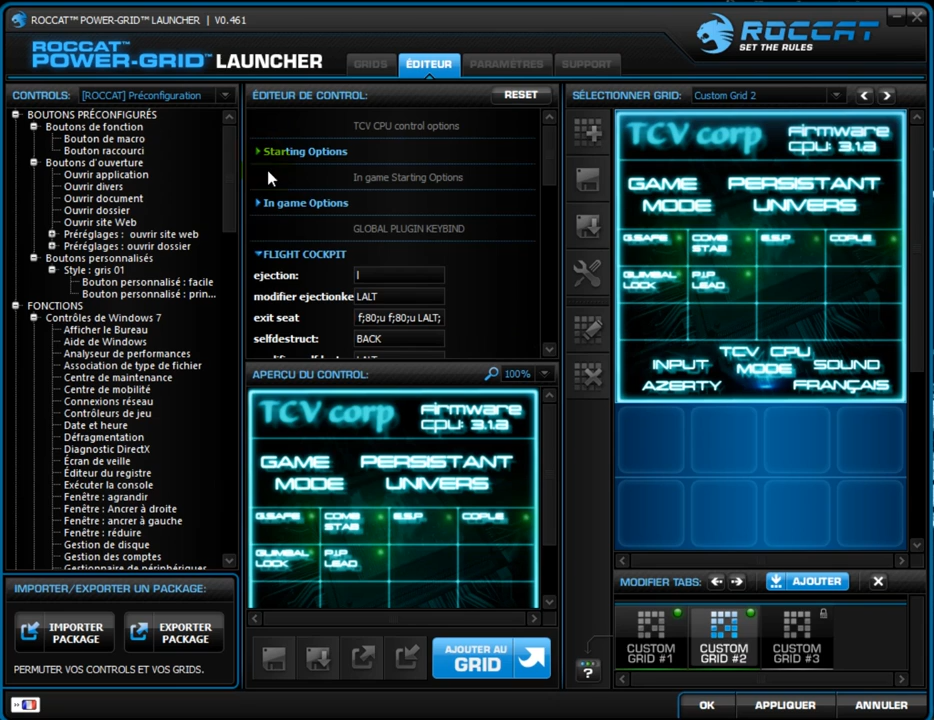 ROCCAT™ POWER-GRID™ LAUNCHER | V0.461
ROCCAT™
POWER-GRID™ LAUNCHER
GRIDS
ÉDITEUR
PARAMÈTRES
SUPPORT
ROCCAT
SET THE RULES
CONTROLS:
[ROCCAT] Préconfiguration
BOUTONS PRÉCONFIGURÉS
Boutons de fonction
Bouton de macro
Bouton raccourci
Boutons d'ouverture
Ouvrir application
Ouvrir divers
Ouvrir document
Ouvrir dossier
Ouvrir site Web
Préréglages : ouvrir site web
Préréglages : ouvrir dossier
Boutons personnalisés
Style : gris 01
Bouton personnalisé : facile
Bouton personnalisé : prin...
FONCTIONS
Contrôles de Windows 7
Afficher le Bureau
Aide de Windows
Analyseur de performances
Association de type de fichier
Centre de maintenance
Centre de mobilité
Connexions réseau
Contrôleurs de jeu
Date et heure
Défragmentation
Diagnostic DirectX
Écran de veille
Éditeur du registre
Exécuter la console
Fenêtre : agrandir
Fenêtre : Ancrer à droite
Fenêtre : ancrer à gauche
Fenêtre : réduire
Gestion de disque
Gestion des comptes
Gestionnaire de périphériques
IMPORTER/EXPORTER UN PACKAGE:
IMPORTER PACKAGE
EXPORTER PACKAGE
PERMUTER VOS CONTROLS ET VOS GRIDS.
ÉDITEUR DE CONTROL:
RESET
TCV CPU control options
Starting Options
In game Starting Options
In game Options
GLOBAL PLUGIN KEYBIND
FLIGHT COCKPIT
ejection: l
modifier ejectionke LALT
exit seat f;80;u f;80;u LALT;
selfdestruct: BACK
APERÇU DU CONTROL:
100%
TCV corp
Firmware
cpu: 3.1.a
GAME PERSISTANT
MODE UNIVERS
G.SAFE COMB STAB E.S.P COPLE
GUIMBAL LOCK P.I.P LEAD
AJOUTER AU
GRID
SÉLECTIONNER GRID:
Custom Grid 2
TCV corp
Firmware
cpu: 3.1.a
GAME PERSISTANT
MODE UNIVERS
G.SAFE COMB STAB E.S.P COPLE
GUIMBAL LOCK P.I.P LEAD
INPUT TCV CPU MODE SOUND
AZERTY FRANÇAIS
MODIFIER TABS:
AJOUTER
CUSTOM GRID #1
CUSTOM GRID #2
CUSTOM GRID #3
?
OK
APPLIQUER
ANNULER